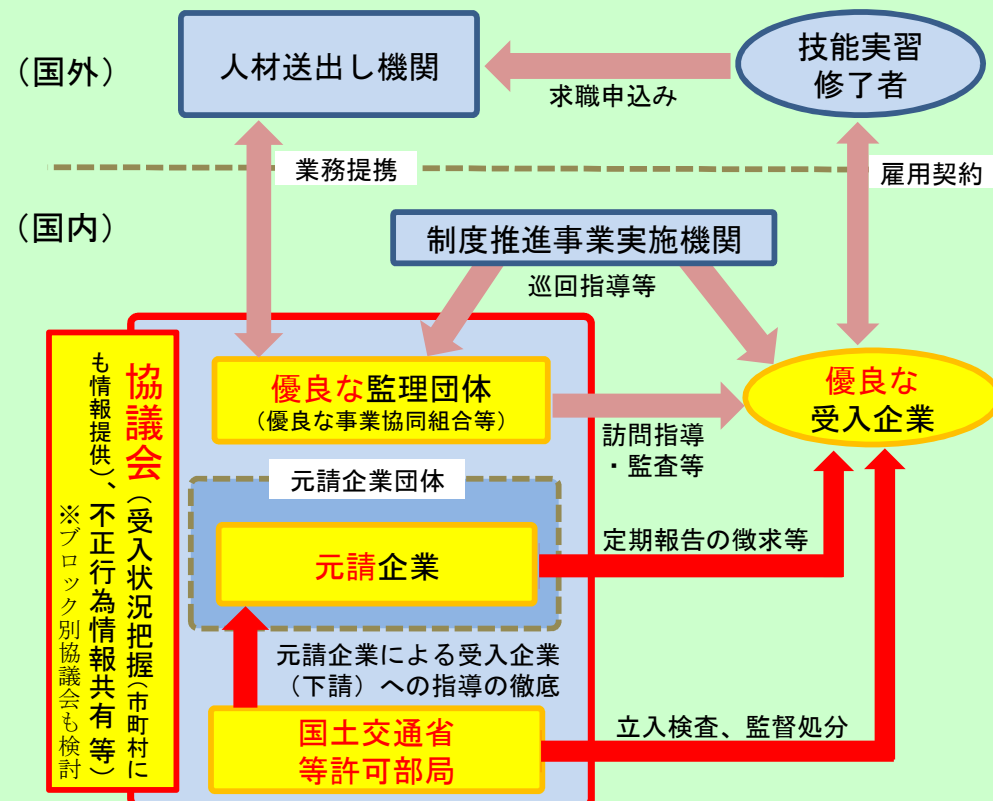 （国外）
人材送出し機関
技能実習
修了者
求職申込み
業務提携
雇用契約
（国内）
制度推進事業実施機関
巡回指導等
協議会（受入状況把握（市町村に
も情報提供）、不正行為情報共有 等）
※ブロック別協議会も検討
優良な監理団体
（優良な事業協同組合等）
優良な
受入企業
訪問指導
・監査等
元請企業団体
元請企業
定期報告の徴求等
元請企業による受入企業
（下請）への指導の徹底
国土交通省
等許可部局
立入検査、監督処分